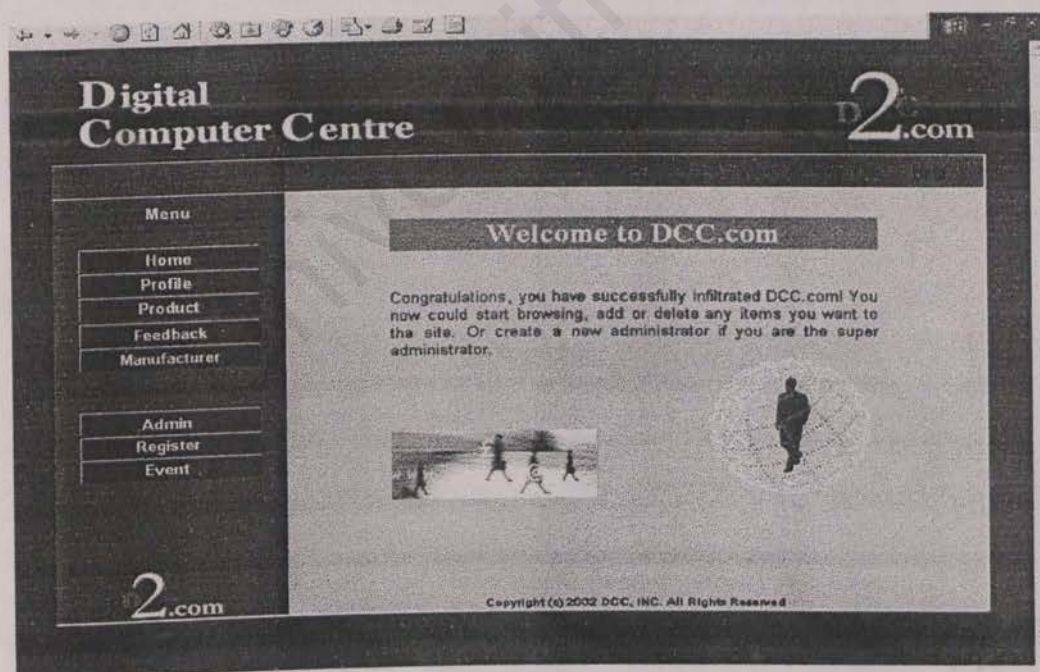 Digital
Computer Centre
D2C.com
Menu
Home
Profile
Product
Feedback
Manufacturer
Admin
Register
Event
Welcome to DCC.com
Congratulations, you have successfully infiltrated DCC.com! You
now could start browsing, add or delete any items you want to
the site. Or create a new administrator if you are the super
administrator.
D2.com
Copyright (c) 2002 DCC, INC. All Rights Reserved